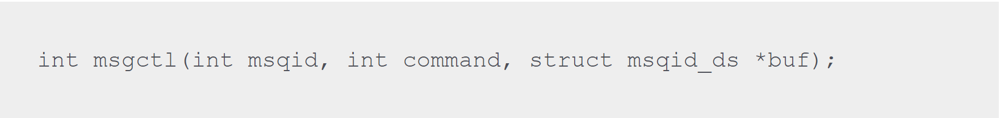 int msgctl(int msqid, int command, struct msqid_ds *buf);